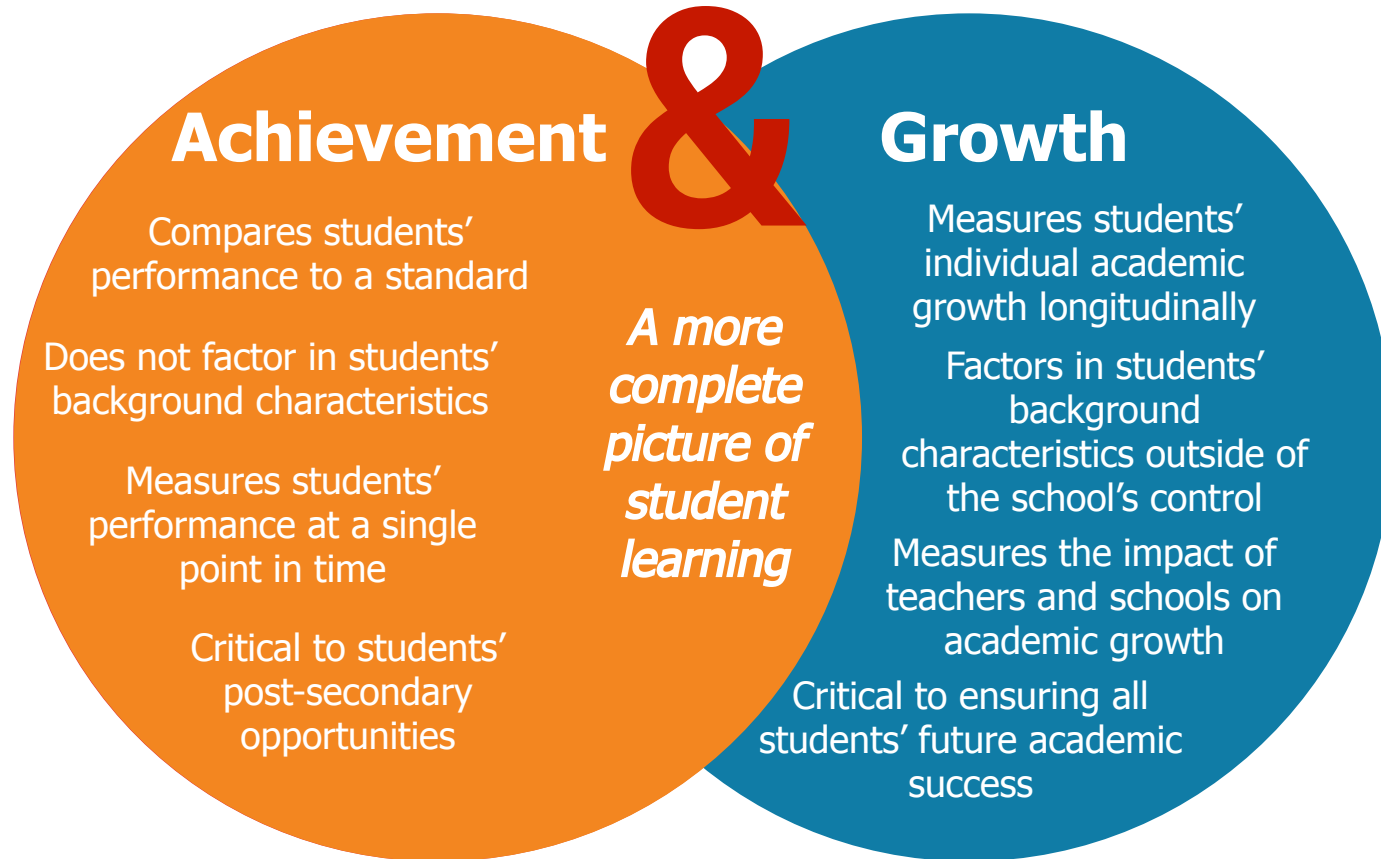 Achievement
&
Growth
Compares students’
performance to a standard
Does not factor in students’
background characteristics
Measures students’
performance at a single
point in time
Critical to students’
post-secondary
opportunities
A more
complete
picture of
student
learning
Measures students’
individual academic
growth longitudinally
Factors in students’
background
characteristics outside of
the school’s control
Measures the impact of
teachers and schools on
academic growth
Critical to ensuring all
students’ future academic
success